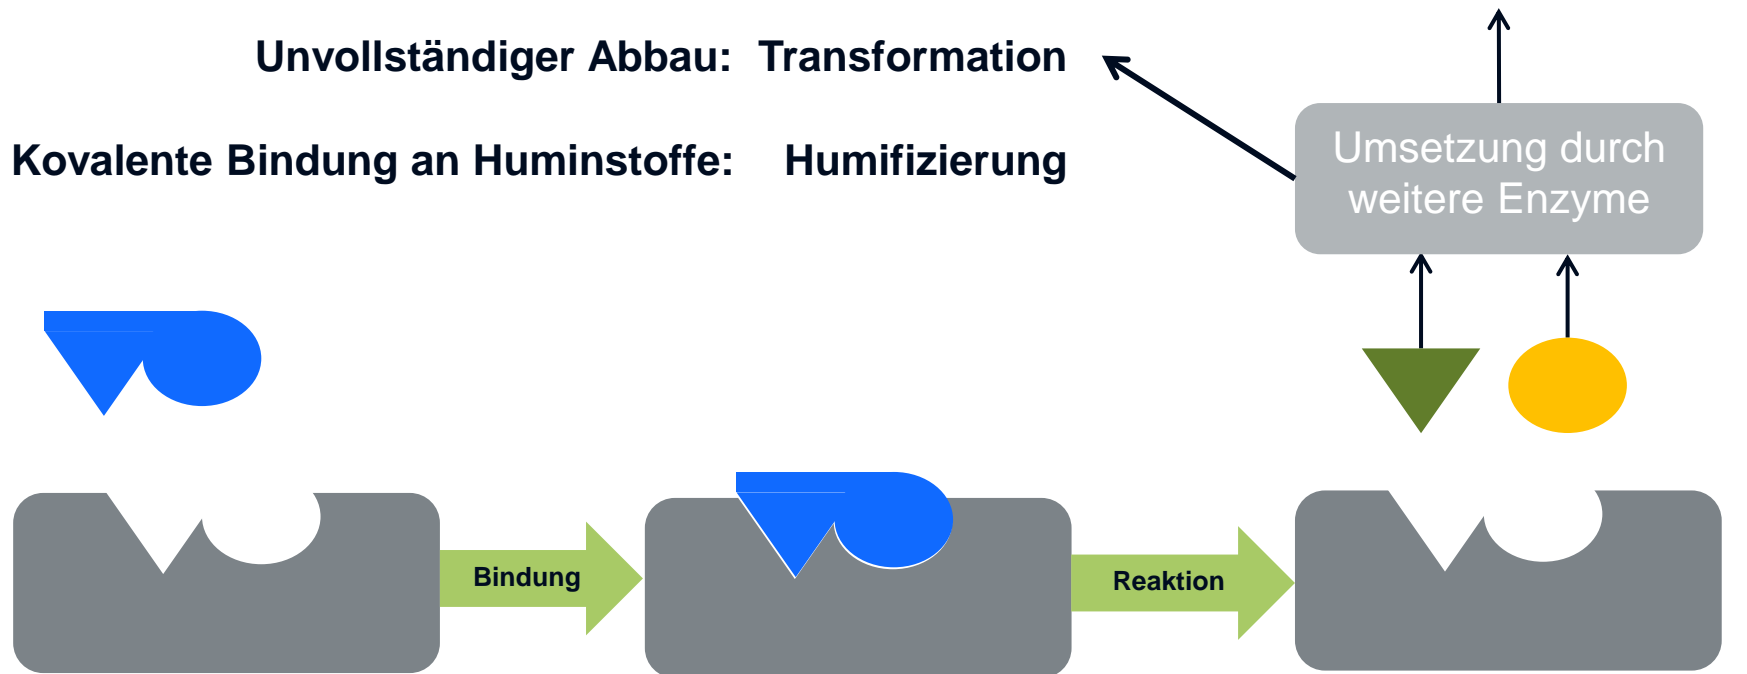 Unvollständiger Abbau: Transformation
Kovalente Bindung an Huminstoffe: Humifizierung
Umsetzung durch
weitere Enzyme
Bindung
Reaktion